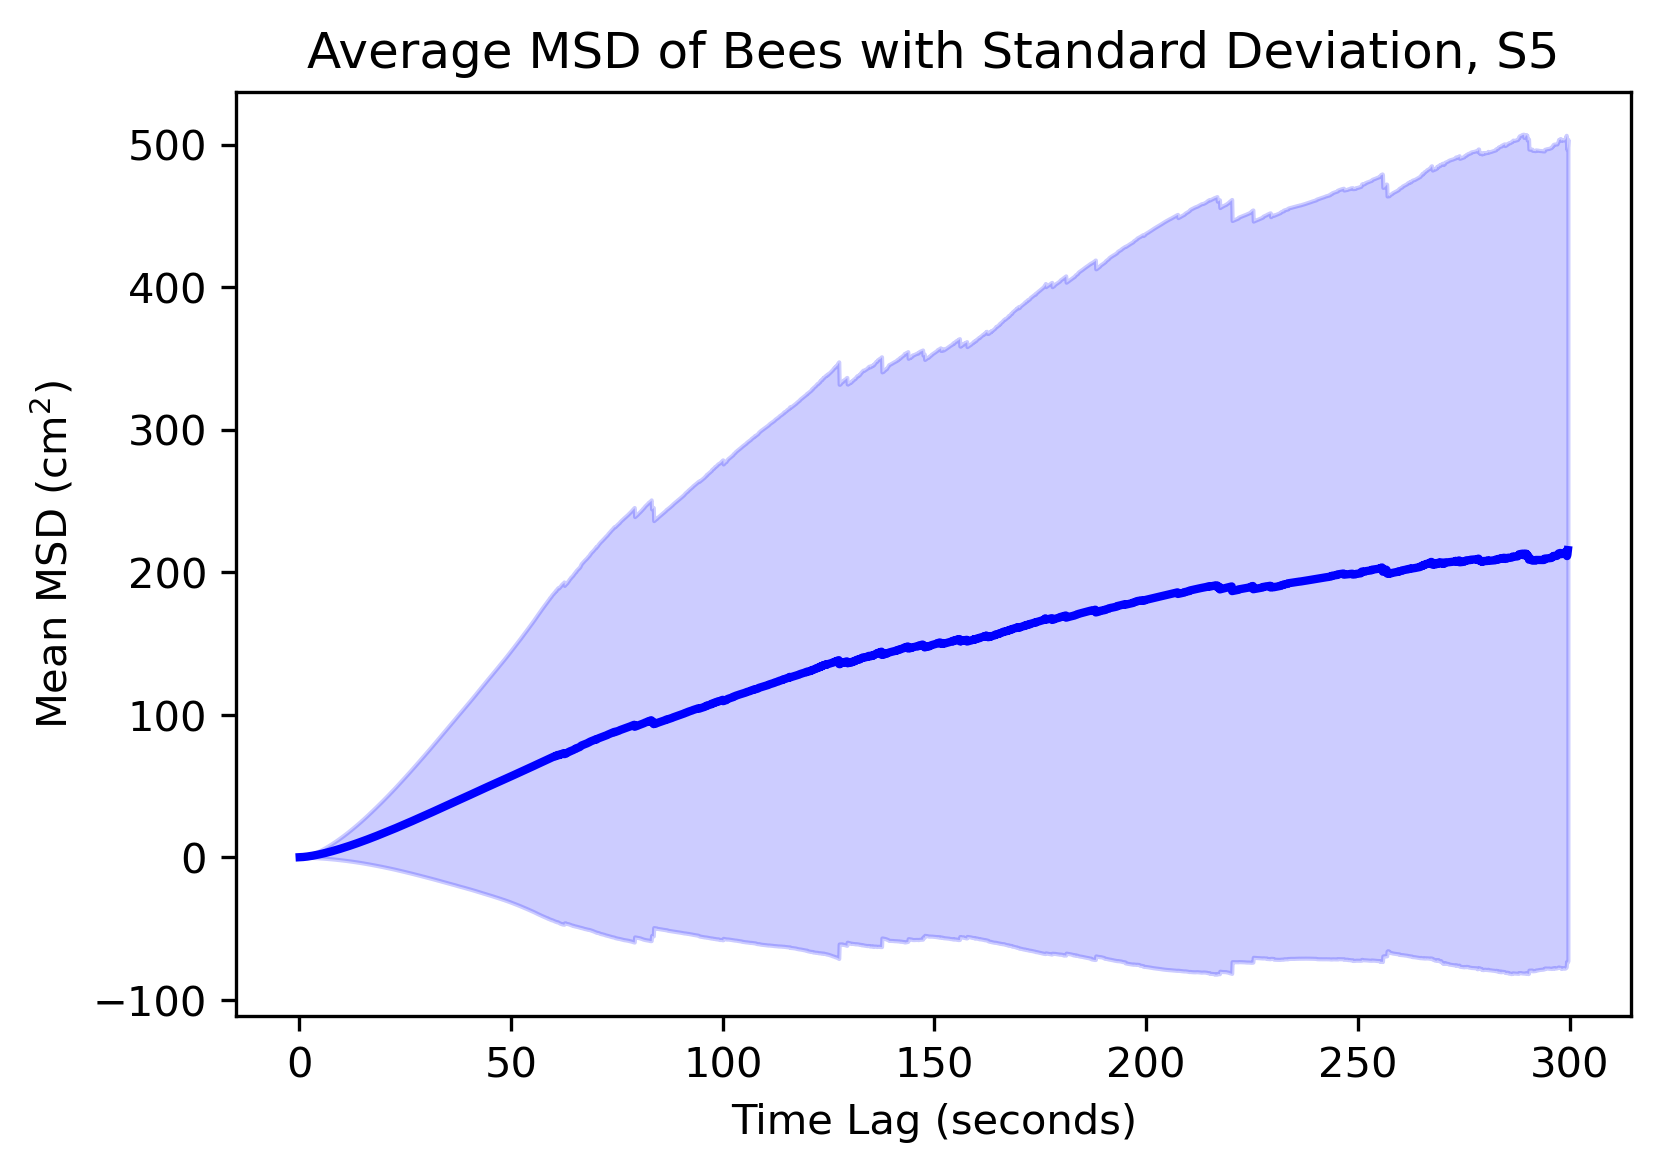 Average MSD of Bees with Standard Deviation, S5
500
400
300
200
100
0
−100
Mean MSD (cm²)
0 50 100 150 200 250 300
Time Lag (seconds)